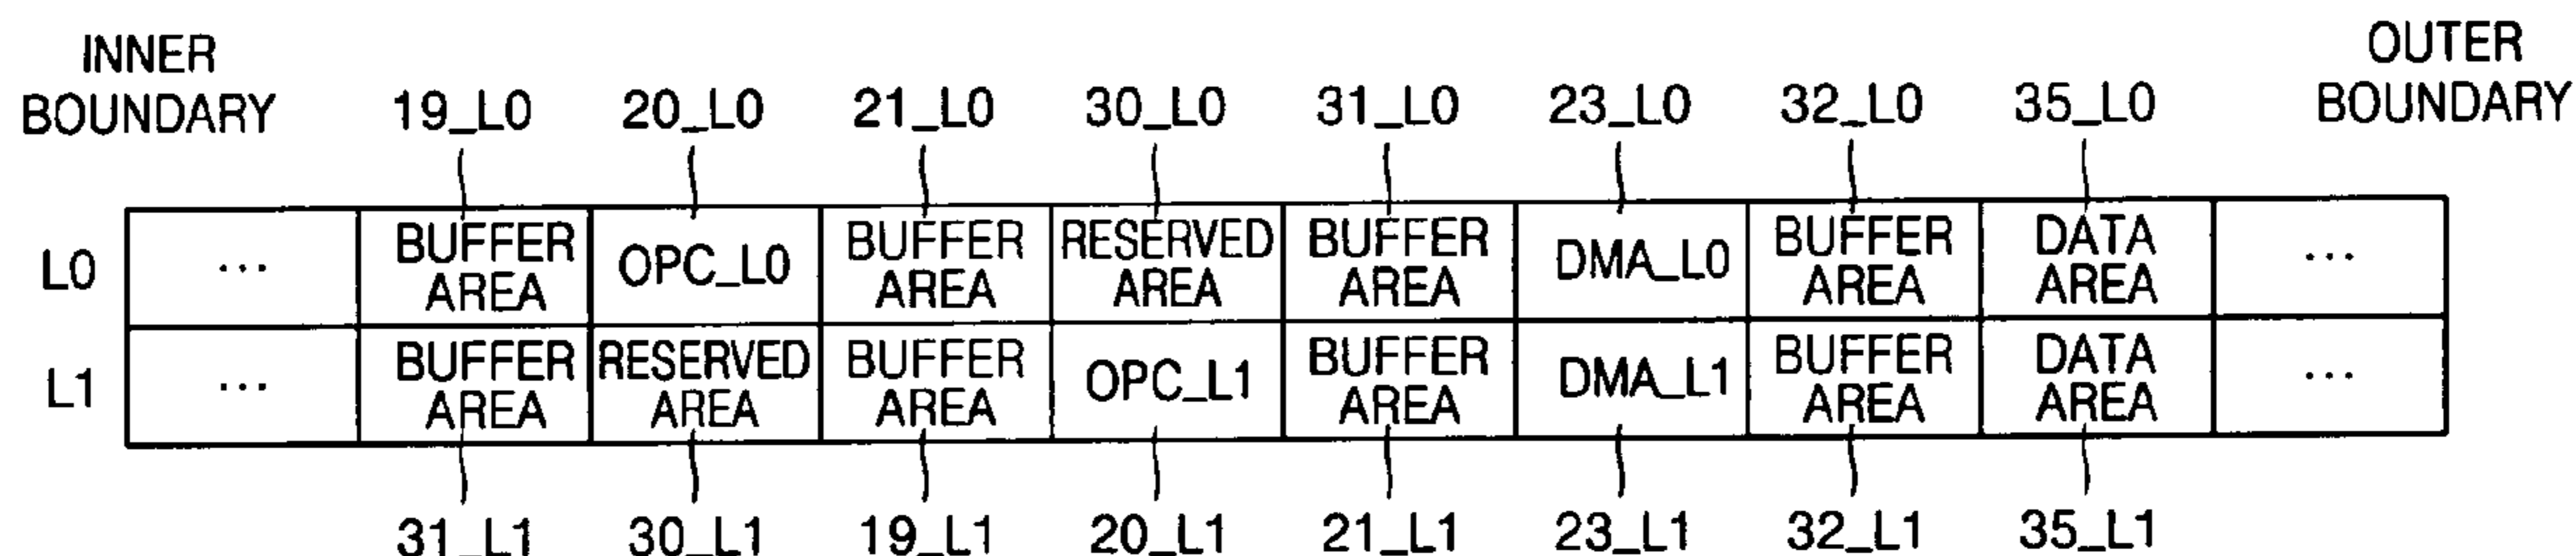 INNER
BOUNDARY
19_L0 20_L0 21_L0 30_L0 31_L0 23_L0 32_L0 35_L0
OUTER
BOUNDARY
L0 ... BUFFER AREA OPC_L0 BUFFER AREA RESERVED AREA BUFFER AREA DMA_L0 BUFFER AREA DATA AREA ...
L1 ... BUFFER AREA RESERVED AREA BUFFER AREA OPC_L1 BUFFER AREA DMA_L1 BUFFER AREA DATA AREA ...
31_L1 30_L1 19_L1 20_L1 21_L1 23_L1 32_L1 35_L1